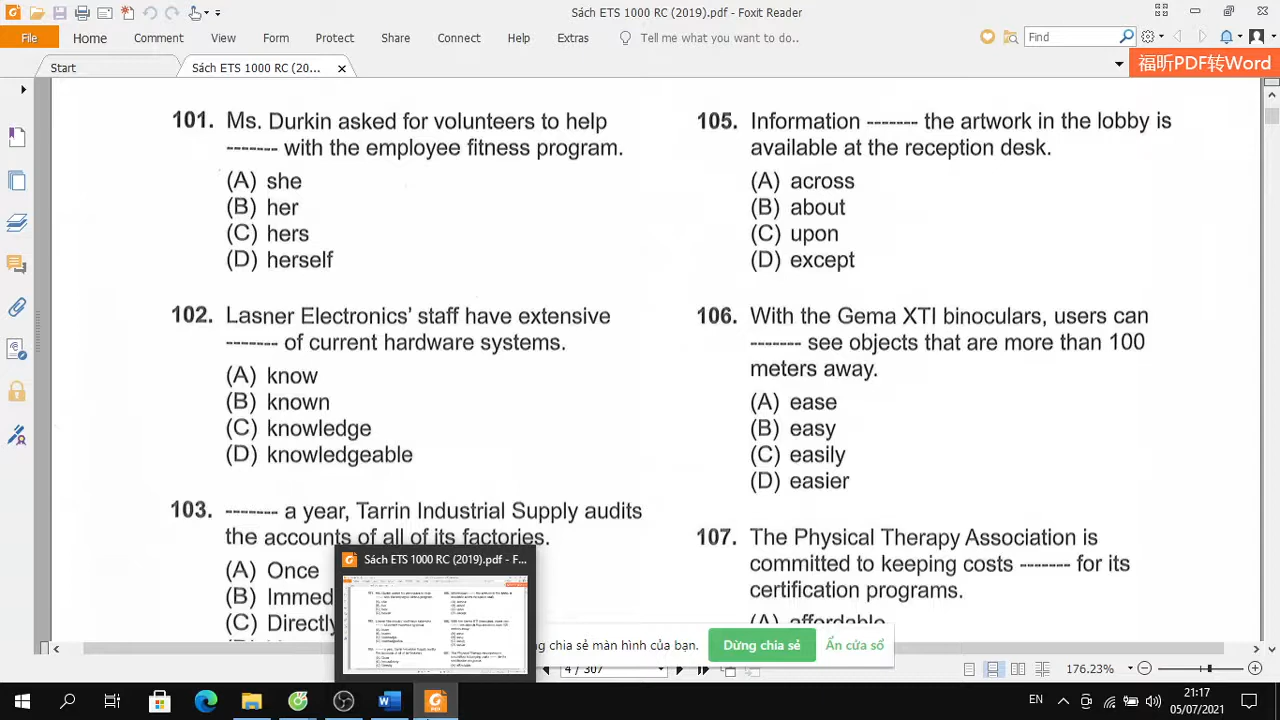 Sách ETS 1000 RC (2019).pdf - Foxit Reader
File Home Comment View Form Protect Share Connect Help Extras Tell me what you want to do.. Find
Start Sách ETS 1000 RC (20... 福昕PDF转Word
101. Ms. Durkin asked for volunteers to help
------- with the employee fitness program.
(A) she
(B) her
(C) hers
(D) herself
102. Lasner Electronics' staff have extensive
------- of current hardware systems.
(A) know
(B) known
(C) knowledge
(D) knowledgeable
103. ------- a year, Tarrin Industrial Supply audits
the accounts of all of its factories.
(A) Once
(B) Immed
(C) Directly
105. Information ------- the artwork in the lobby is
available at the reception desk.
(A) across
(B) about
(C) upon
(D) except
106. With the Gema XTI binoculars, users can
------- see objects that are more than 100
meters away.
(A) ease
(B) easy
(C) easily
(D) easier
107. The Physical Therapy Association is
committed to keeping costs ------- for its
certification programs.
(A) affordable
Sách ETS 1000 RC (2019).pdf - F...
chia sẻ màn hình của bạn. Dừng chia sẻ Ẩn cửa sổ
EN 21:17
05/07/2021